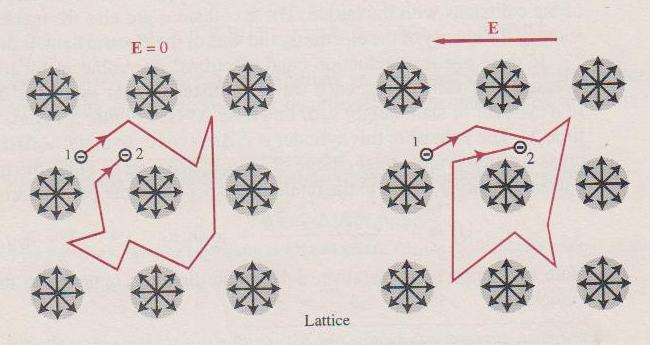 E = 0
E
1 ⊖ ⊖ 2
1 ⊖ ⊖ 2
Lattice